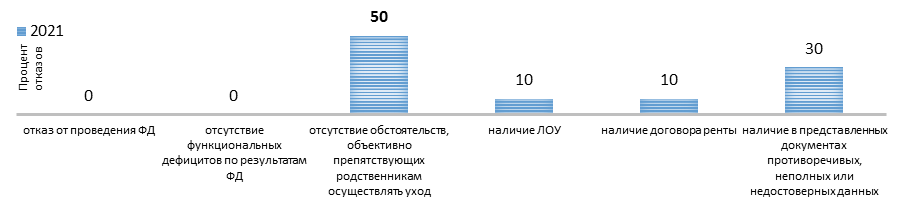 50
2021
Процент
отказов
30
10
10
0
0
отказ от проведения ФД
отсутствие
функциональных
дефицитов по результатам
ФД
отсутствие обстоятельств,
объективно
препятствующих
родственникам
осуществлять уход
наличие ЛОУ
наличие договора ренты
наличие в представленных
документах
противоречивых,
неполных или
недостоверных данных